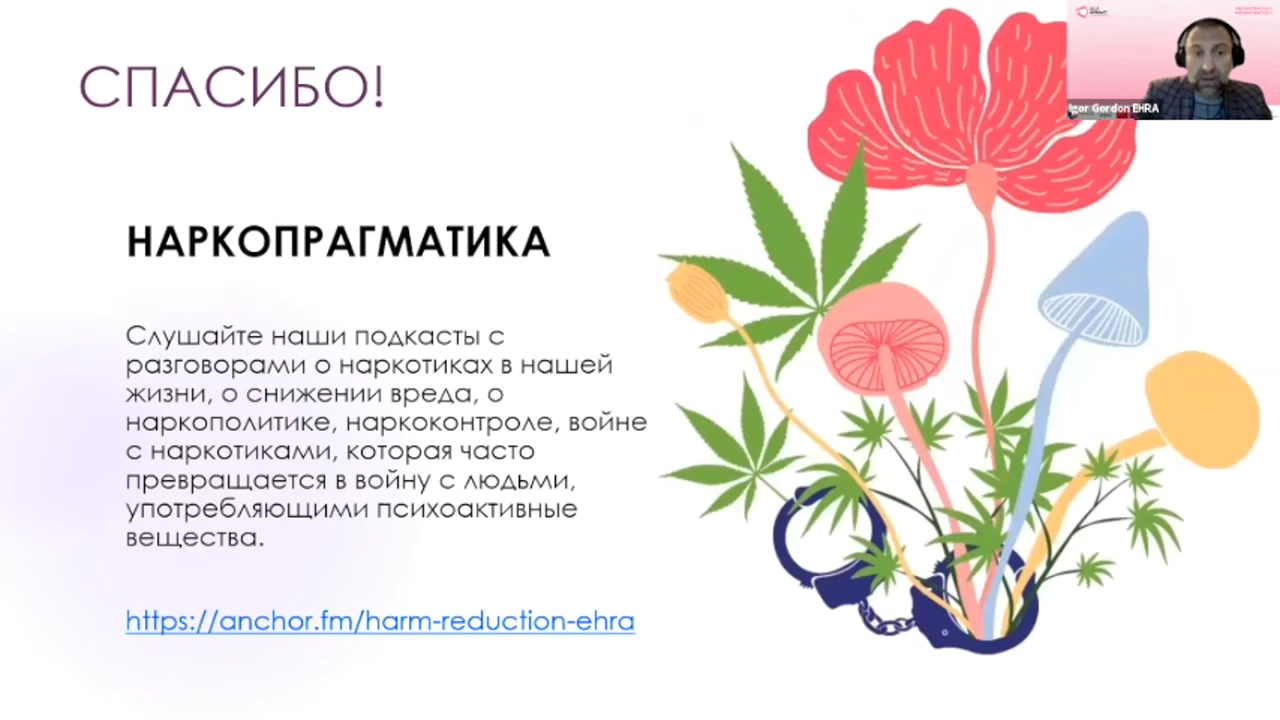 СПАСИБО!
Igor Gordon EHRA
НАРКОПРАГМАТИКА
Слушайте наши подкасты с
разговорами о наркотиках в нашей
жизни, о снижении вреда, о
наркополитике, наркоконтроле, войне
с наркотиками, которая часто
превращается в войну с людьми,
употребляющими психоактивные
вещества.
https://anchor.fm/harm-reduction-ehra